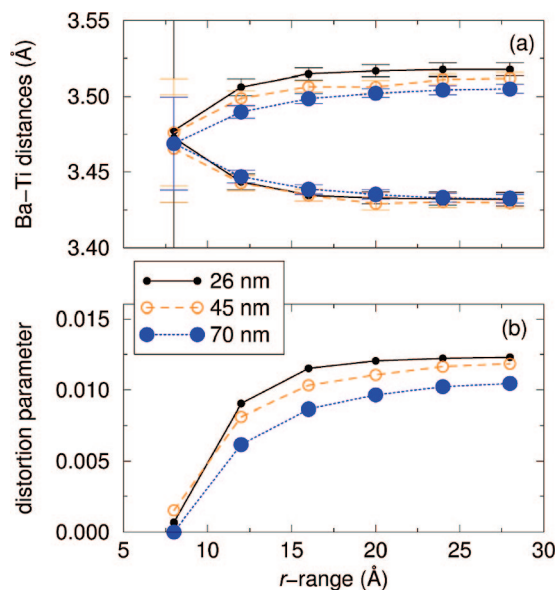 3.55
(a)
3.50
3.45
3.40
Ba–Ti distances (Å)
26 nm
45 nm
70 nm
0.015
(b)
0.010
0.005
0.000
distortion parameter
5 10 15 20 25 30
r–range (Å)